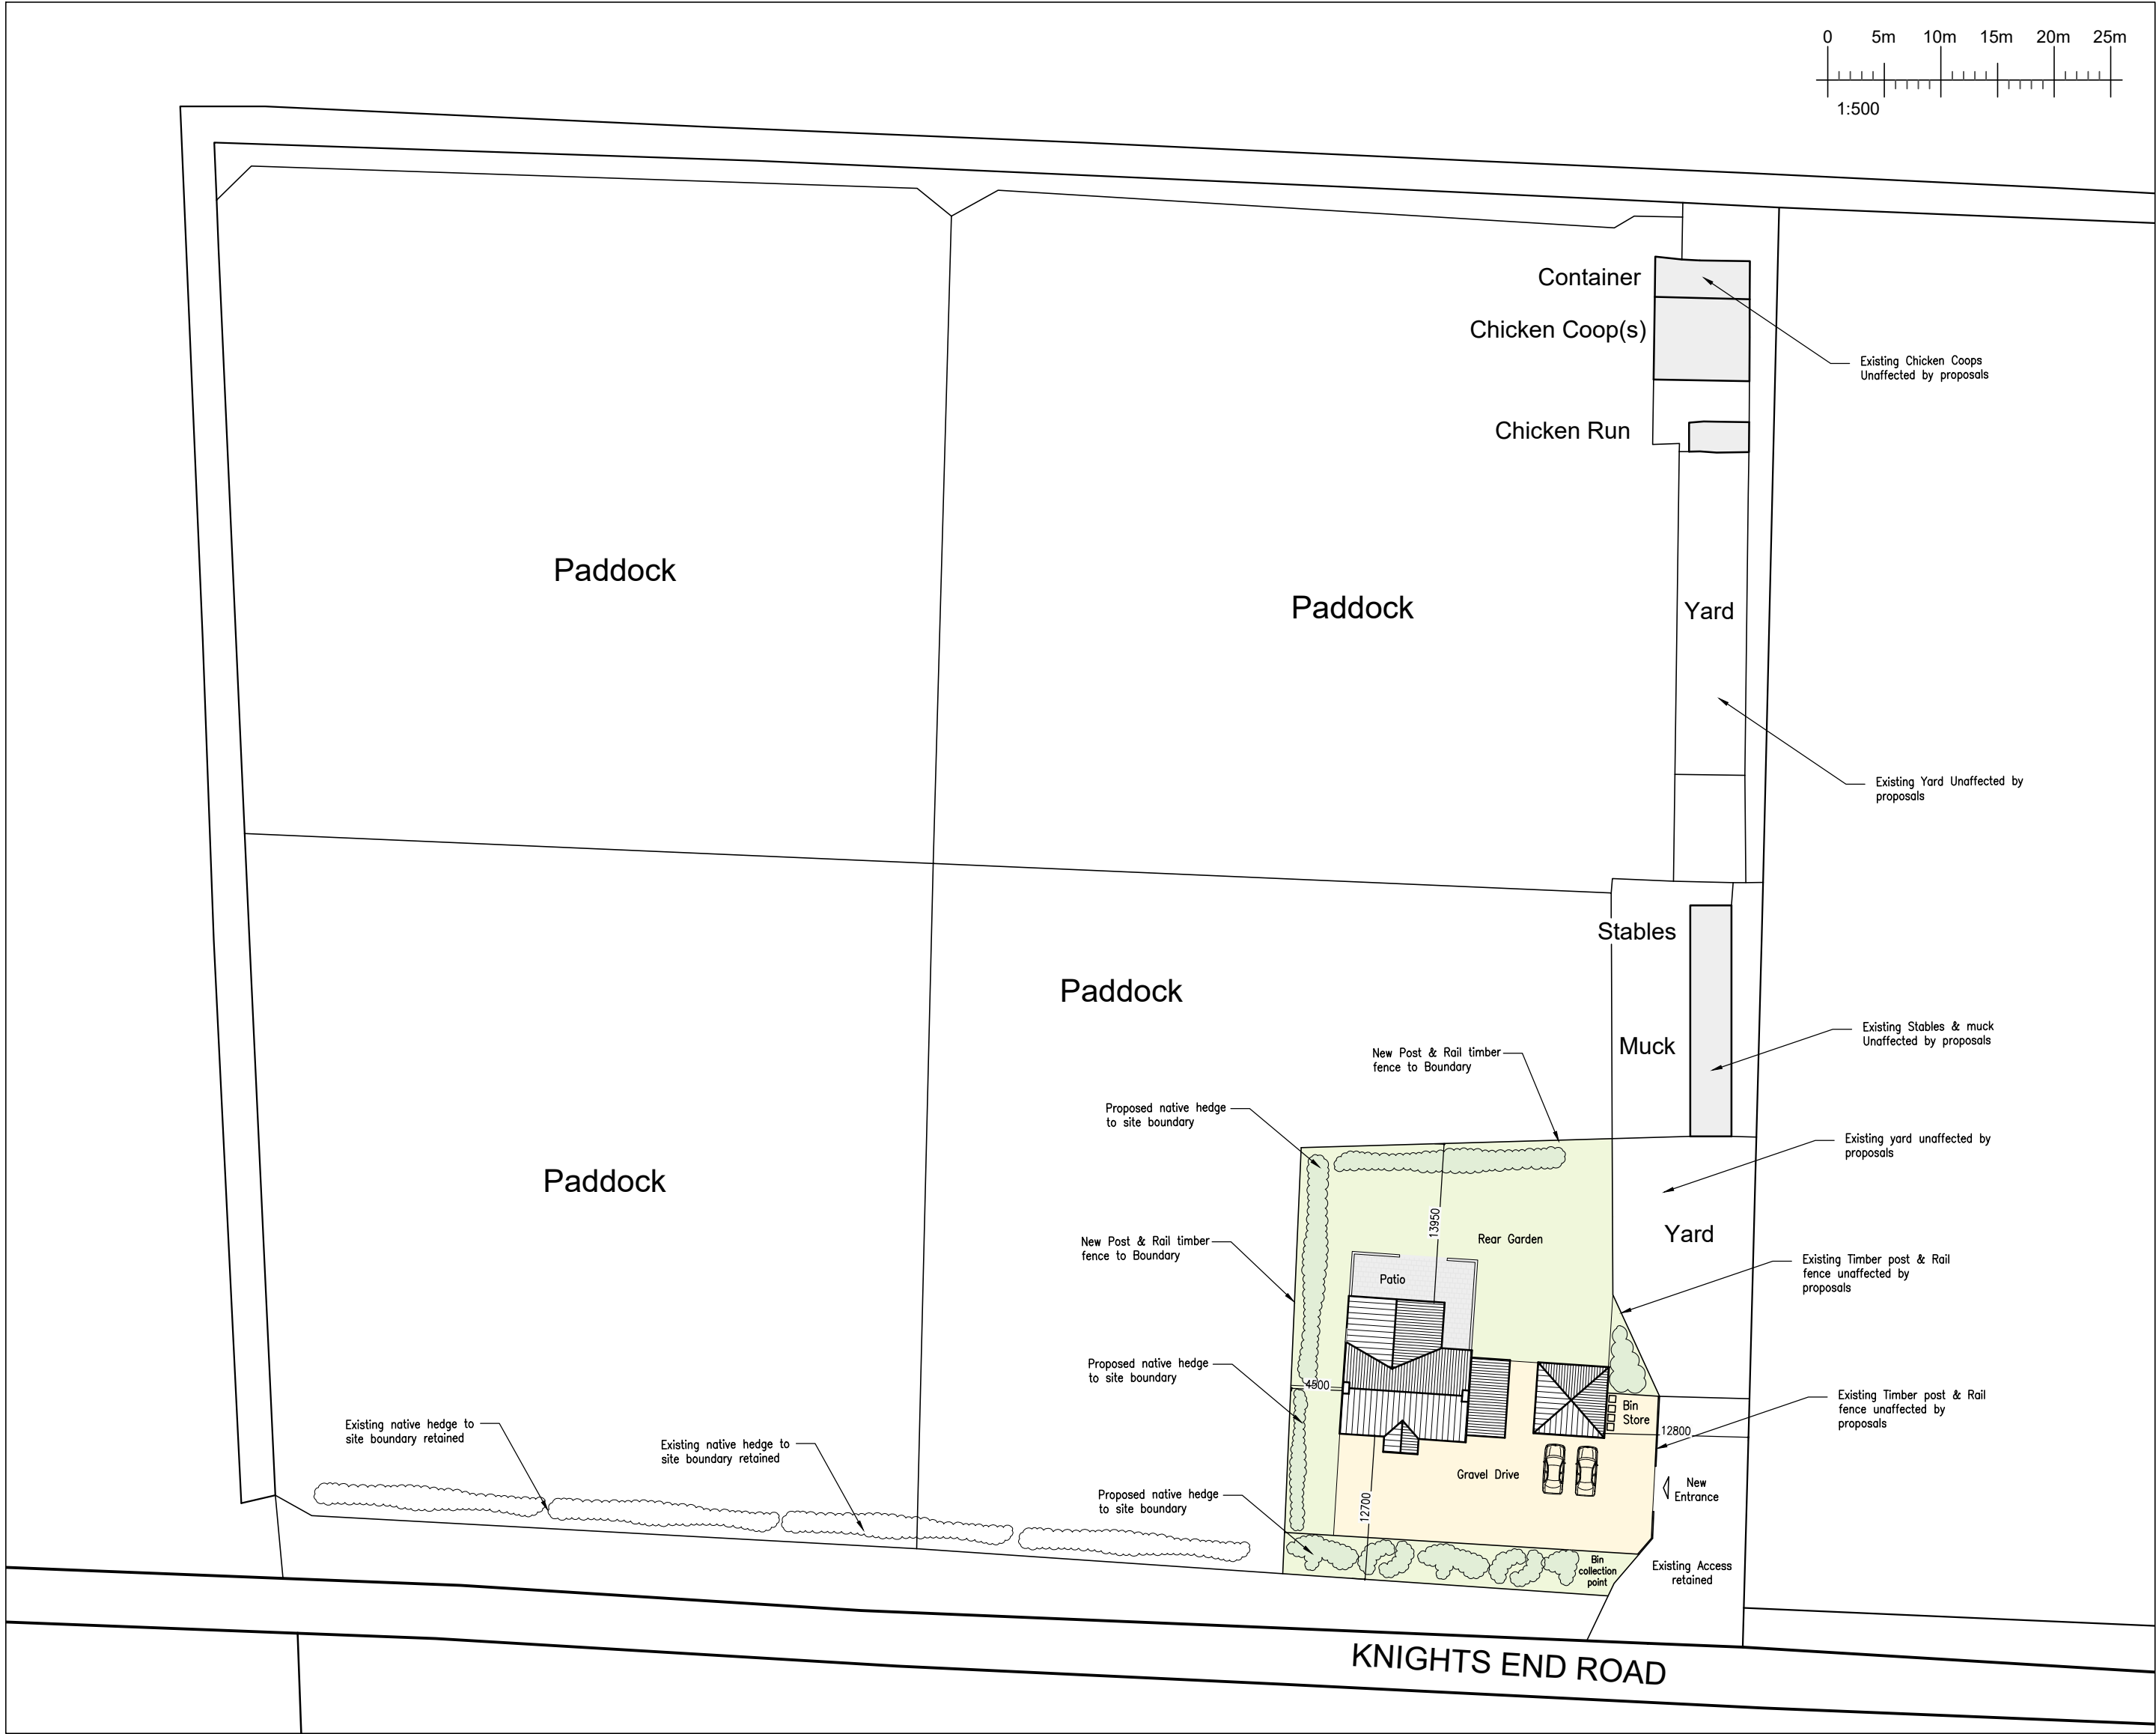 0 5m 10m 15m 20m 25m
1:500
Container
Chicken Coop(s)
Existing Chicken Coops
Unaffected by proposals
Chicken Run
Paddock
Paddock
Yard
Existing Yard Unaffected by
proposals
Stables
Paddock
Muck
Existing Stables & muck
Unaffected by proposals
New Post & Rail timber
fence to Boundary
Proposed native hedge
to site boundary
Existing yard unaffected by
proposals
Paddock
13950
Rear Garden
Yard
New Post & Rail timber
fence to Boundary
Existing Timber post & Rail
fence unaffected by
proposals
Patio
Proposed native hedge
to site boundary
4500
Bin
Store
Existing Timber post & Rail
fence unaffected by
proposals
12800
Existing native hedge to
site boundary retained
Existing native hedge to
site boundary retained
Gravel Drive
New
Entrance
Proposed native hedge
to site boundary
12700
Bin
collection
point
Existing Access
retained
KNIGHTS END ROAD